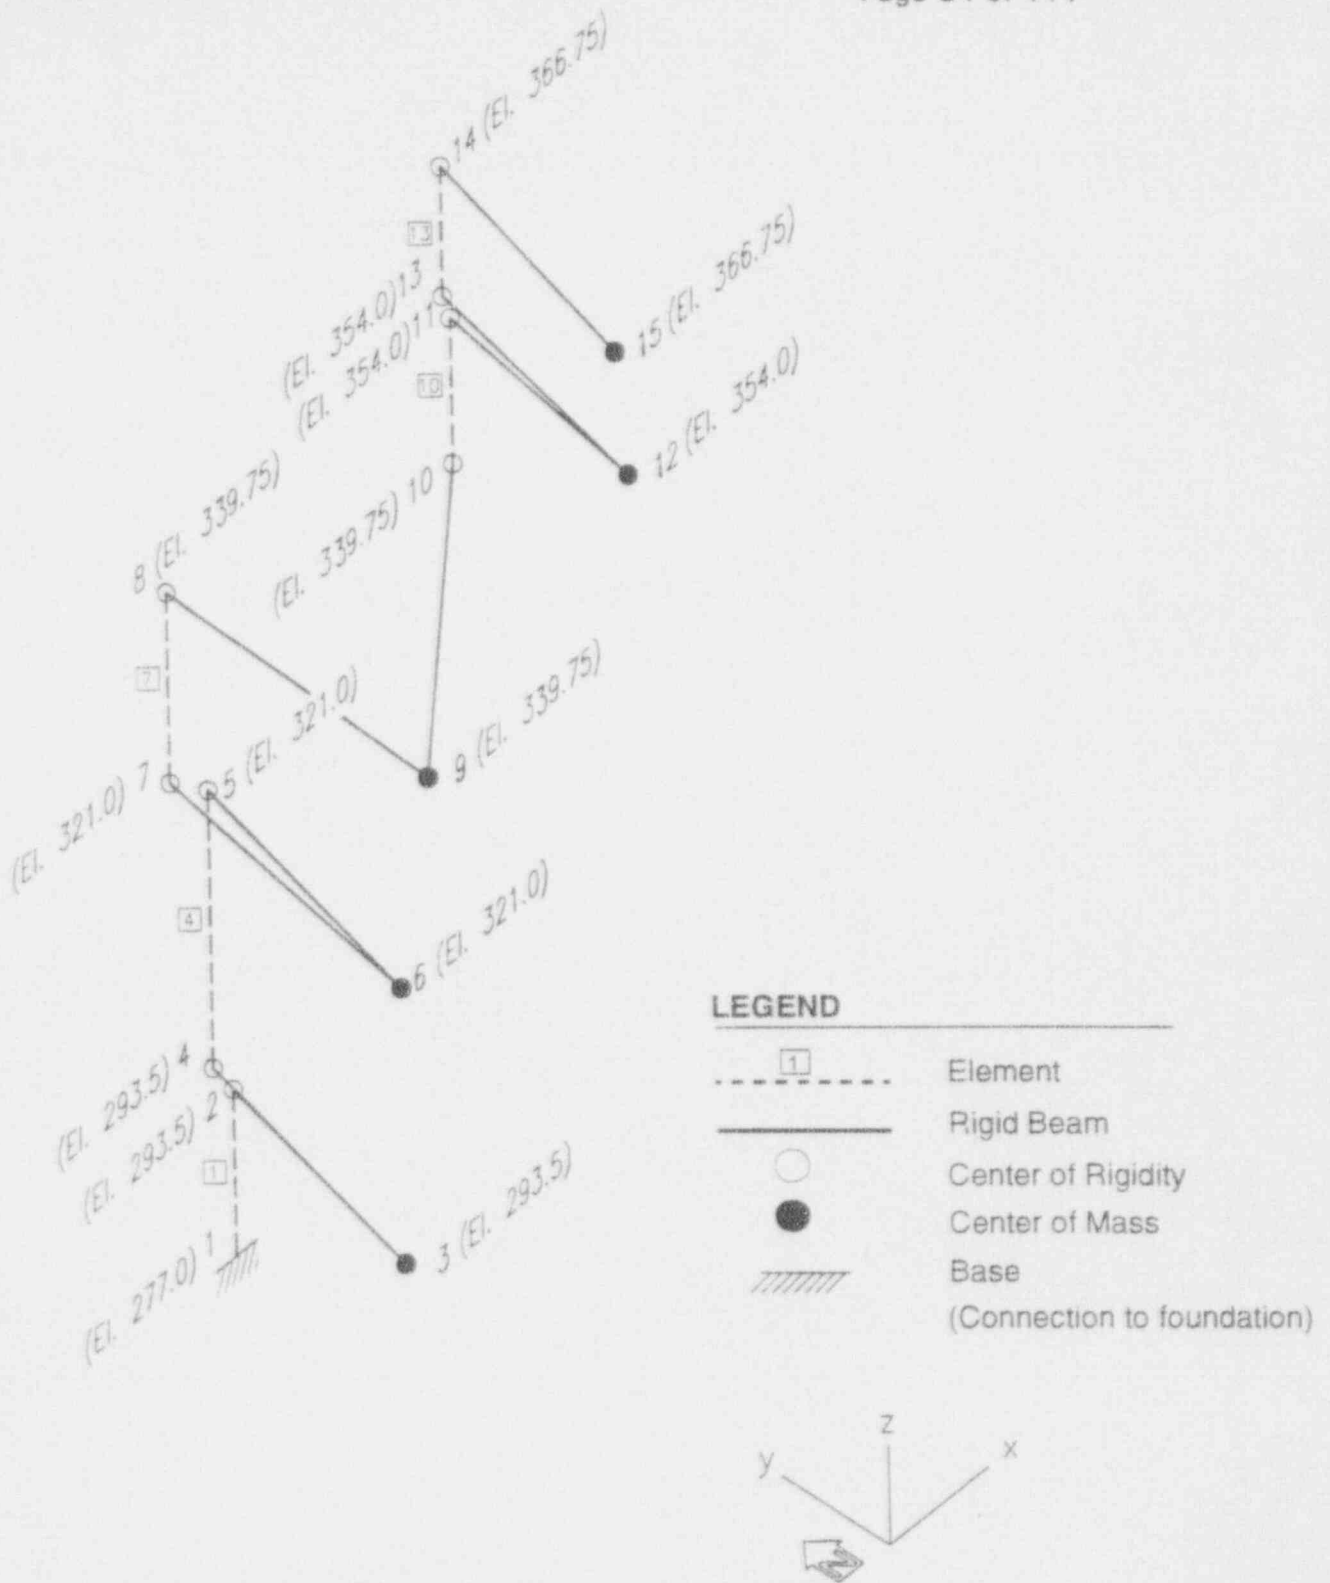 14 (El. 366.75)
13
(El. 354.0) 13
15 (El. 366.75)
(El. 354.0) 11
10
12 (El. 354.0)
(El. 339.75) 10
8 (El. 339.75)
7
5 (El. 321.0)
9 (El. 339.75)
(El. 321.0) 7
4
6 (El. 321.0)
(El. 293.5) 4
(El. 293.5) 2
1
(El. 277.0) 1
3 (El. 293.5)
LEGEND
1
Element
Rigid Beam
Center of Rigidity
Center of Mass
Base
(Connection to foundation)
Z
y
x
N